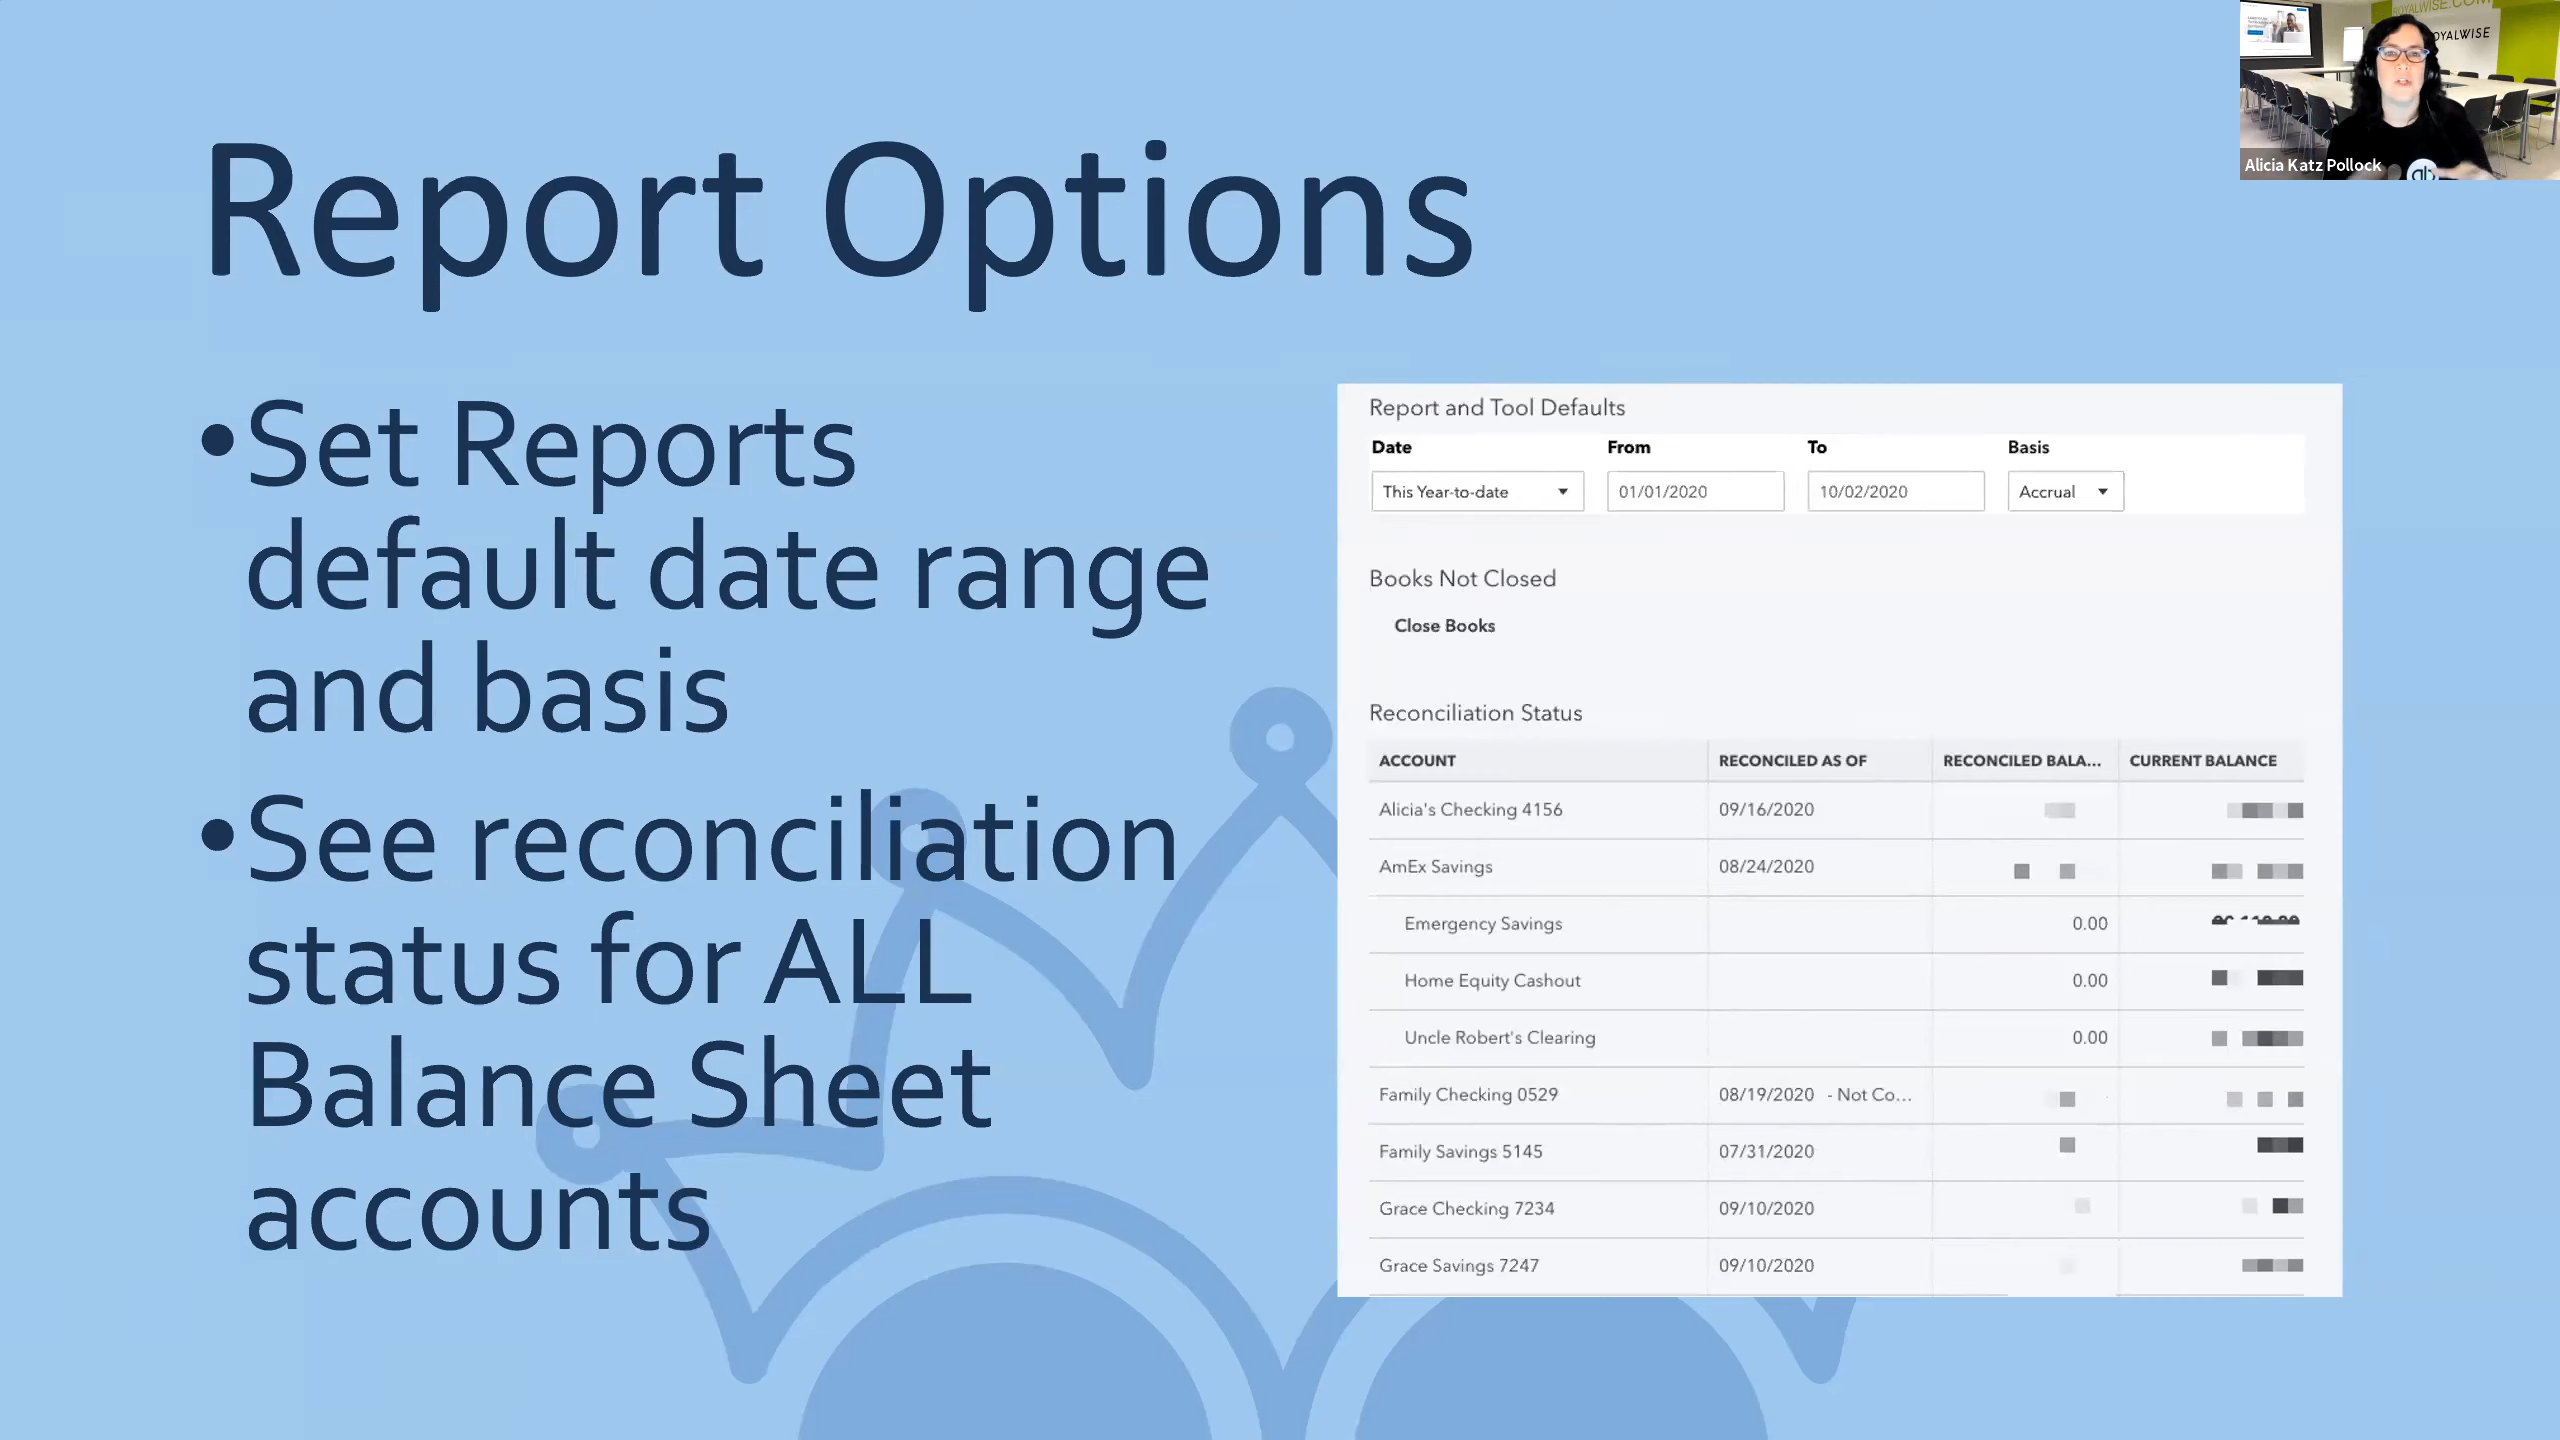 Report Options
•Set Reports
default date range
and basis
•See reconciliation
status for ALL
Balance Sheet
accounts
Report and Tool Defaults
Date From To Basis
This Year-to-date 01/01/2020 10/02/2020 Accrual
Books Not Closed
Close Books
Reconciliation Status
ACCOUNT RECONCILED AS OF RECONCILED BALA... CURRENT BALANCE
Alicia's Checking 4156 09/16/2020
AmEx Savings 08/24/2020
Emergency Savings 0.00
Home Equity Cashout 0.00
Uncle Robert's Clearing 0.00
Family Checking 0529 08/19/2020 - Not Co...
Family Savings 5145 07/31/2020
Grace Checking 7234 09/10/2020
Grace Savings 7247 09/10/2020
Alicia Katz Pollock